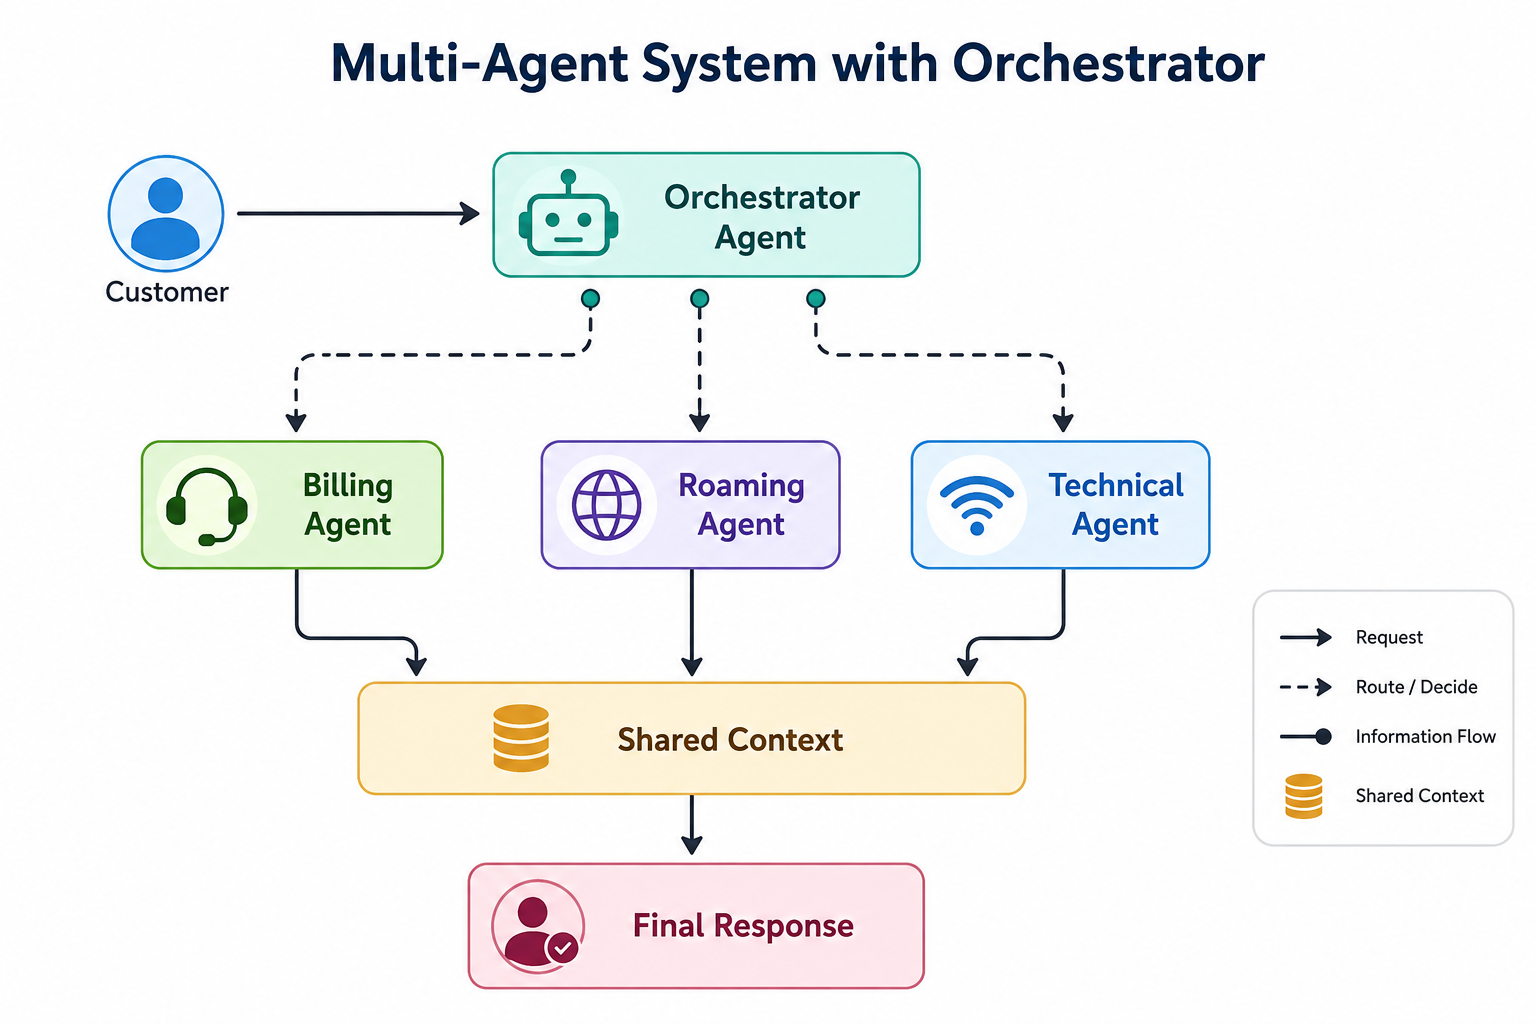 Multi-Agent System with Orchestrator
Customer
Orchestrator
Agent
Billing
Agent
Roaming
Agent
Technical
Agent
Shared Context
Final Response
Request
Route / Decide
Information Flow
Shared Context